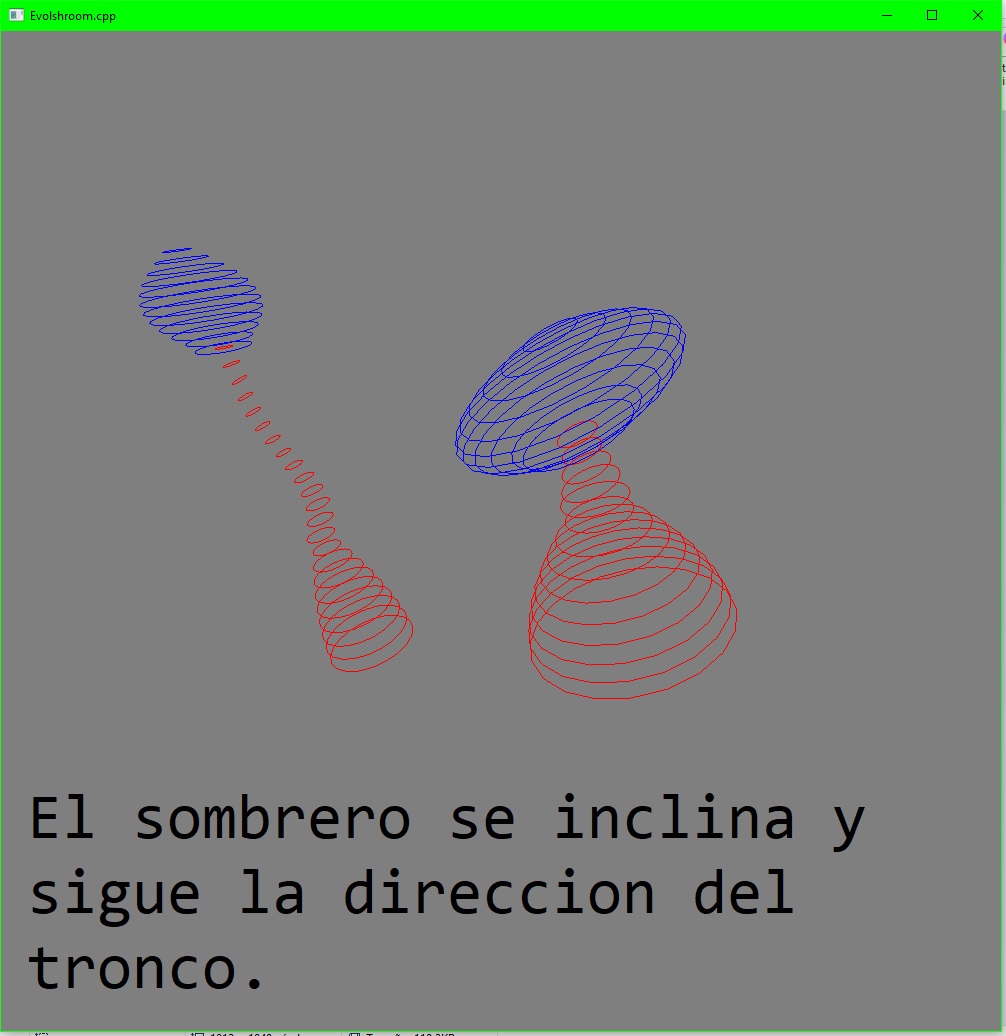 Evolshroom.cpp
El sombrero se inclina y
sigue la direccion del
tronco.